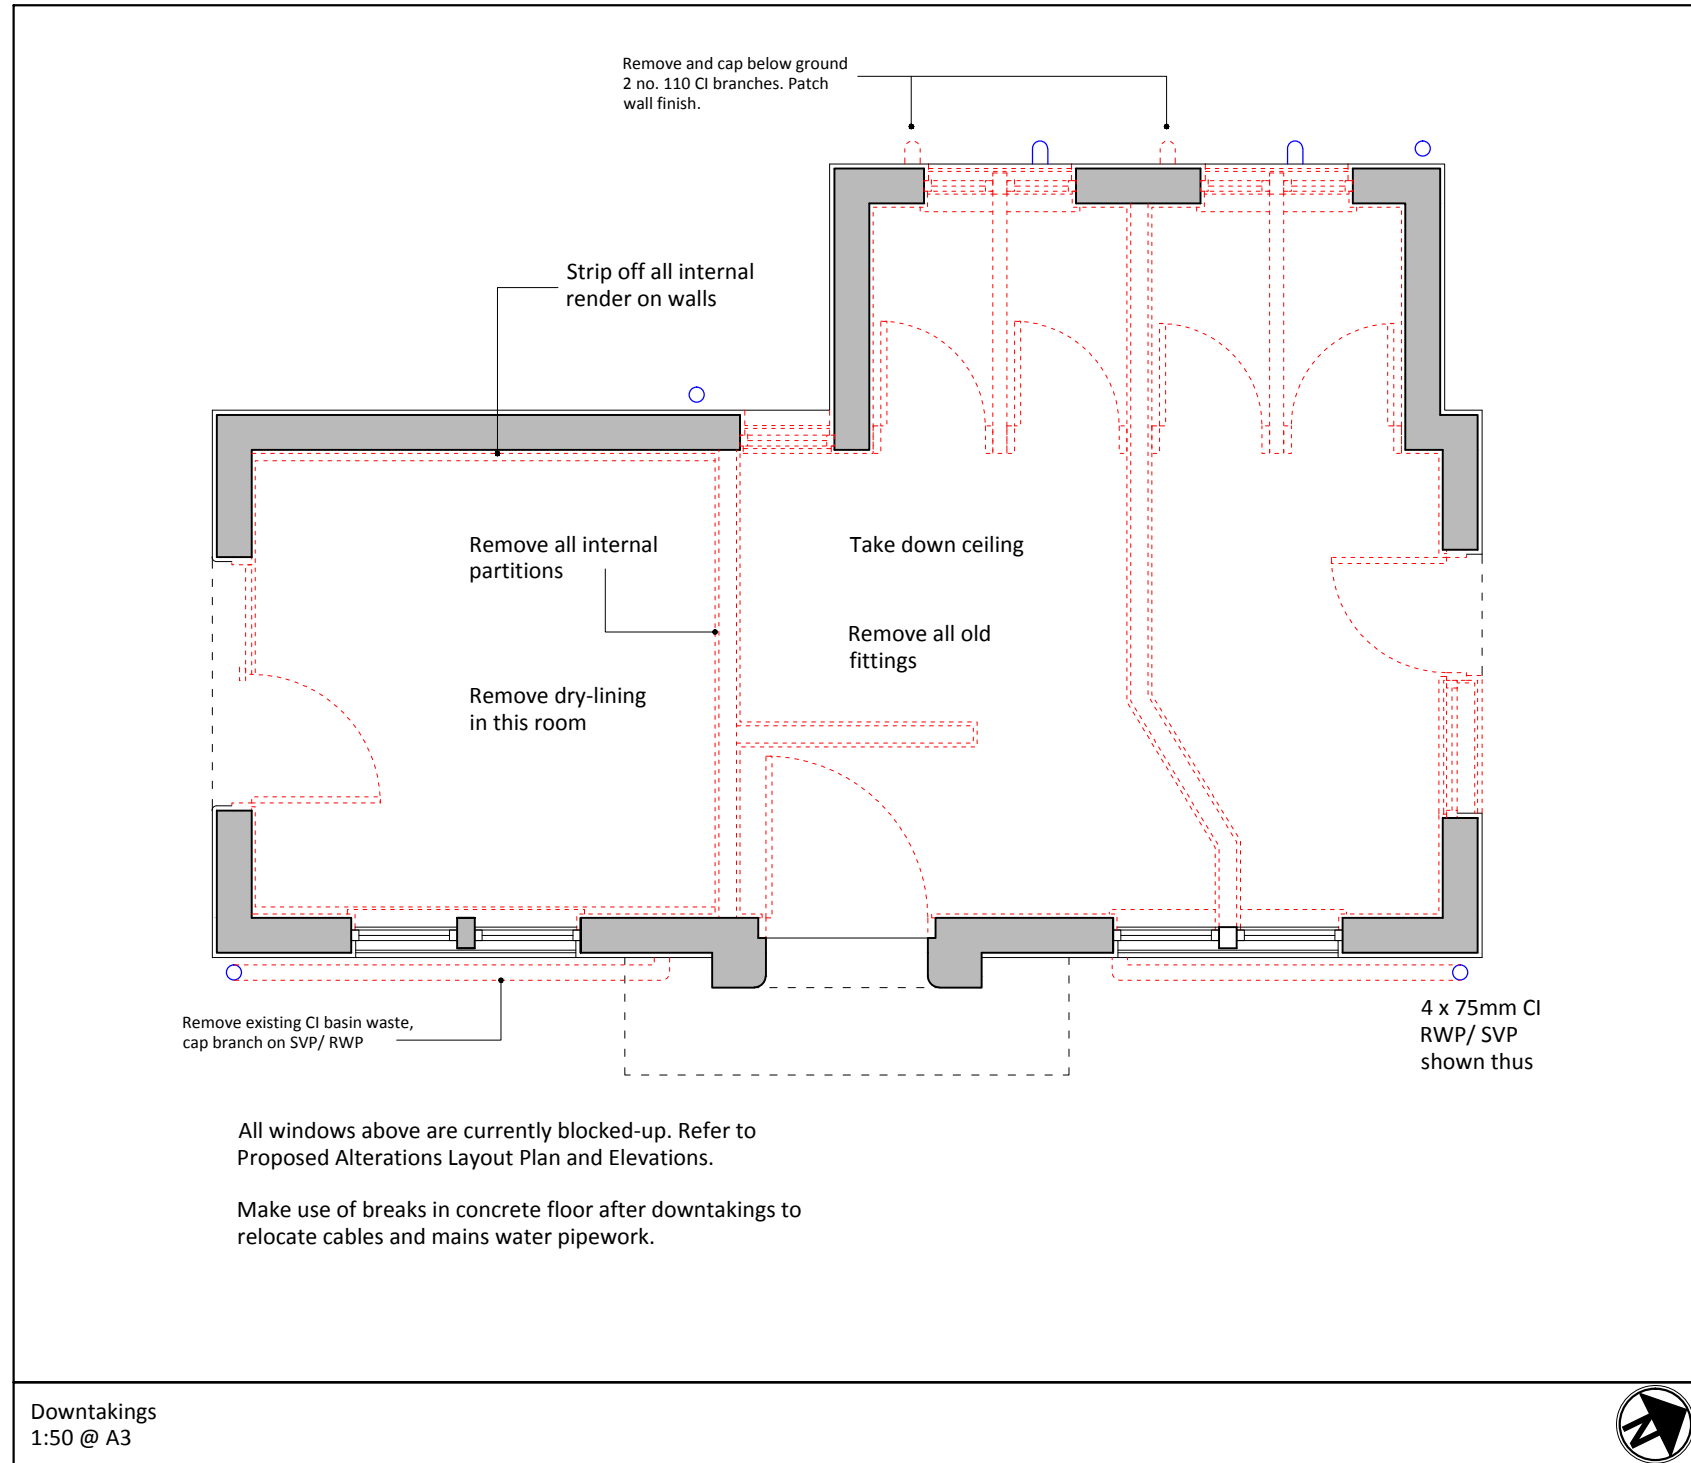 Remove and cap below ground
2 no. 110 CI branches. Patch
wall finish.
Strip off all internal
render on walls
Remove all internal
partitions
Take down ceiling
Remove all old
fittings
Remove dry-lining
in this room
Remove existing CI basin waste,
cap branch on SVP/ RWP
4 x 75mm CI
RWP/ SVP
shown thus
All windows above are currently blocked-up. Refer to
Proposed Alterations Layout Plan and Elevations.
Make use of breaks in concrete floor after downtakings to
relocate cables and mains water pipework.
Downtakings
1:50 @ A3
N